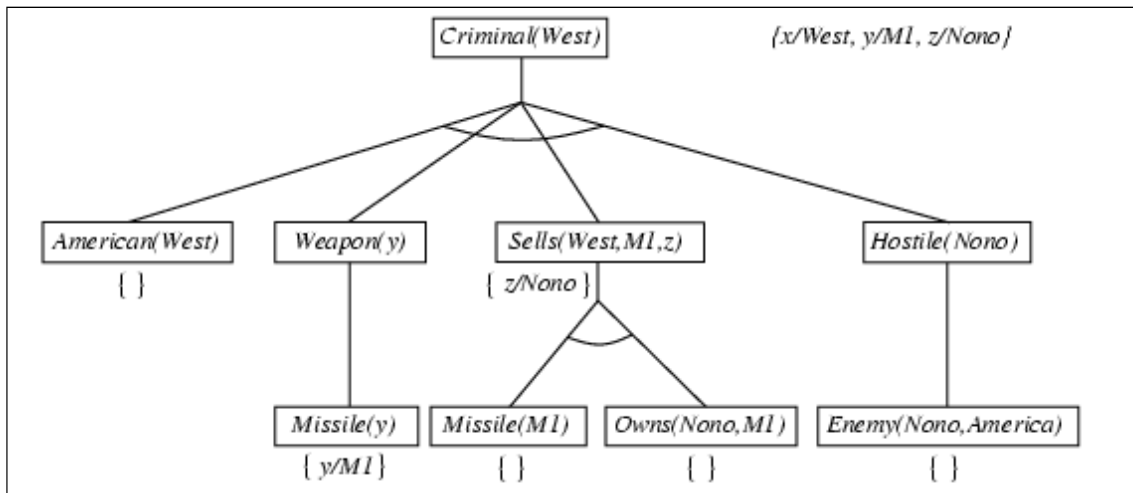 Criminal(West) {x/West, y/M1, z/Nono}
American(West) Weapon(y) Sells(West,M1,z) Hostile(Nono)
{ } { z/Nono }
Missile(y) Missile(M1) Owns(Nono,M1) Enemy(Nono,America)
{ y/M1 } { } { } { }